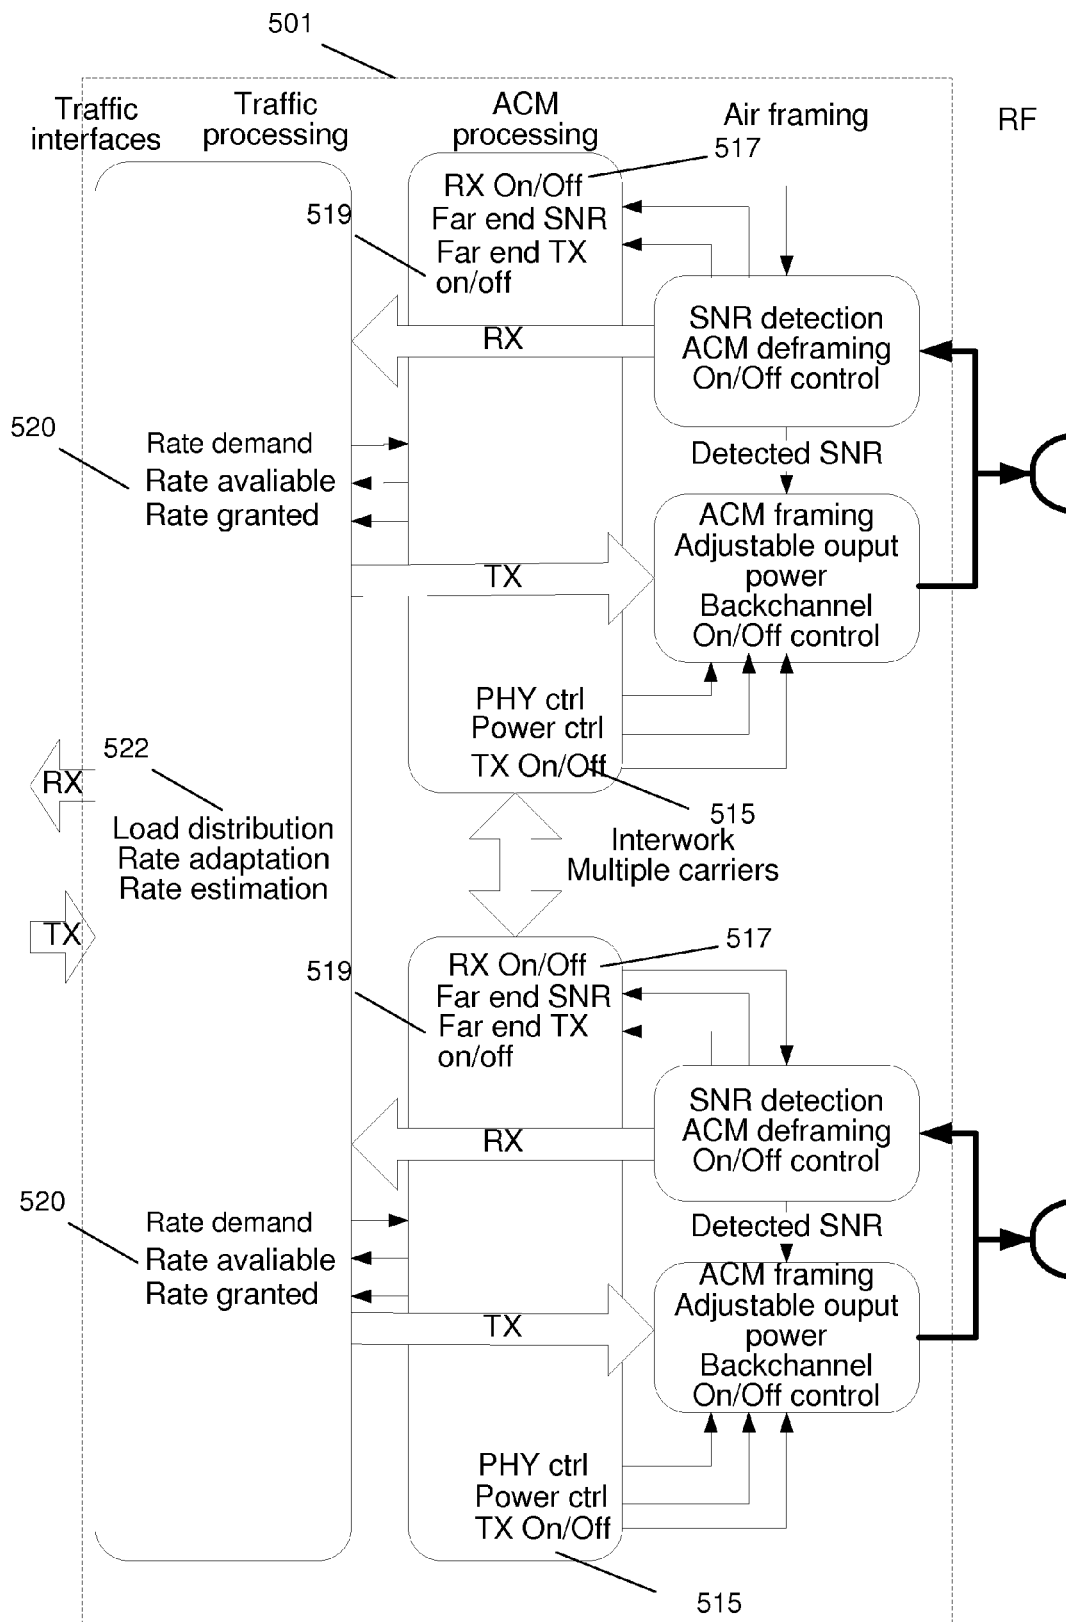 501
Traffic
interfaces
Traffic
processing
ACM
processing
Air framing
RF
517
RX On/Off
Far end SNR
Far end TX
on/off
519
SNR detection
ACM deframing
On/Off control
RX
520
Rate demand
Rate avaliable
Rate granted
Detected SNR
ACM framing
Adjustable ouput
power
Backchannel
On/Off control
TX
PHY ctrl
Power ctrl
TX On/Off
515
522
RX
Load distribution
Rate adaptation
Rate estimation
TX
Interwork
Multiple carriers
517
RX On/Off
Far end SNR
Far end TX
on/off
519
SNR detection
ACM deframing
On/Off control
RX
520
Rate demand
Rate avaliable
Rate granted
Detected SNR
ACM framing
Adjustable ouput
power
Backchannel
On/Off control
TX
PHY ctrl
Power ctrl
TX On/Off
515